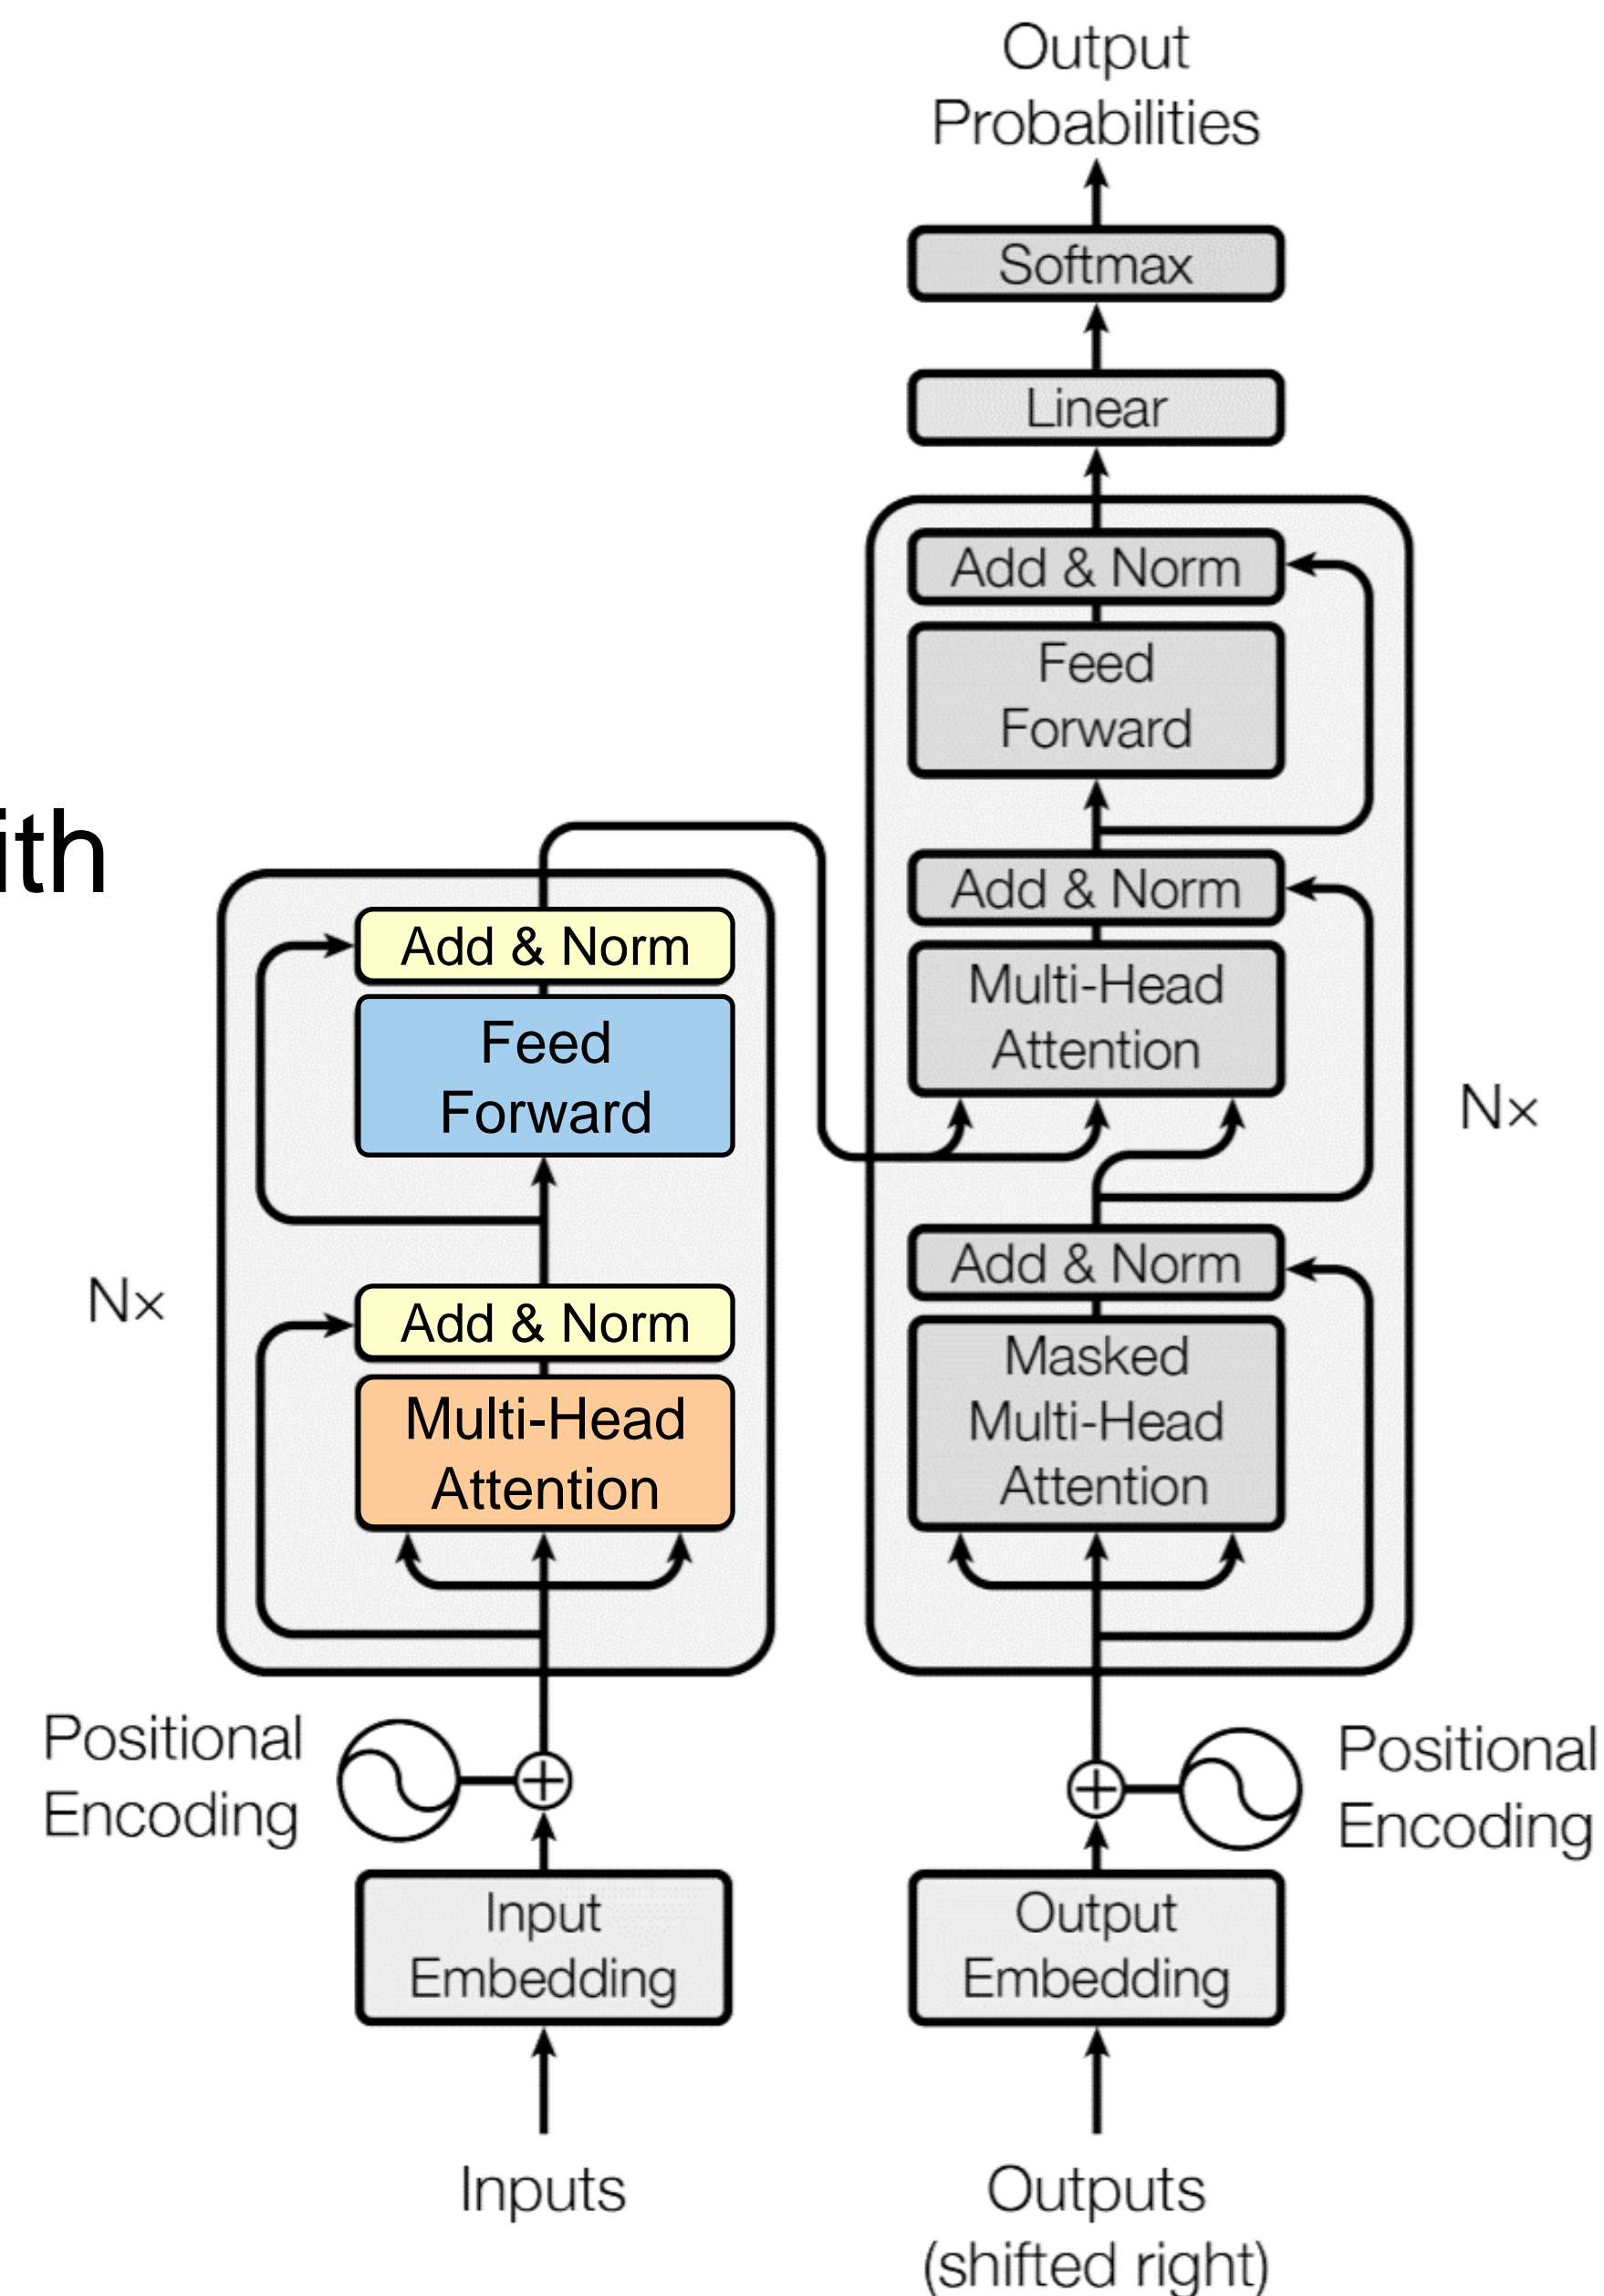 Output
Probabilities
Softmax
Linear
Add & Norm
Feed
Forward
Add & Norm
Multi-Head
Attention
Nx
Add & Norm
Masked
Multi-Head
Attention
Positional
Encoding
Output
Embedding
Outputs
(shifted right)
ith
Add & Norm
Feed
Forward
Nx
Add & Norm
Multi-Head
Attention
Positional
Encoding
Input
Embedding
Inputs